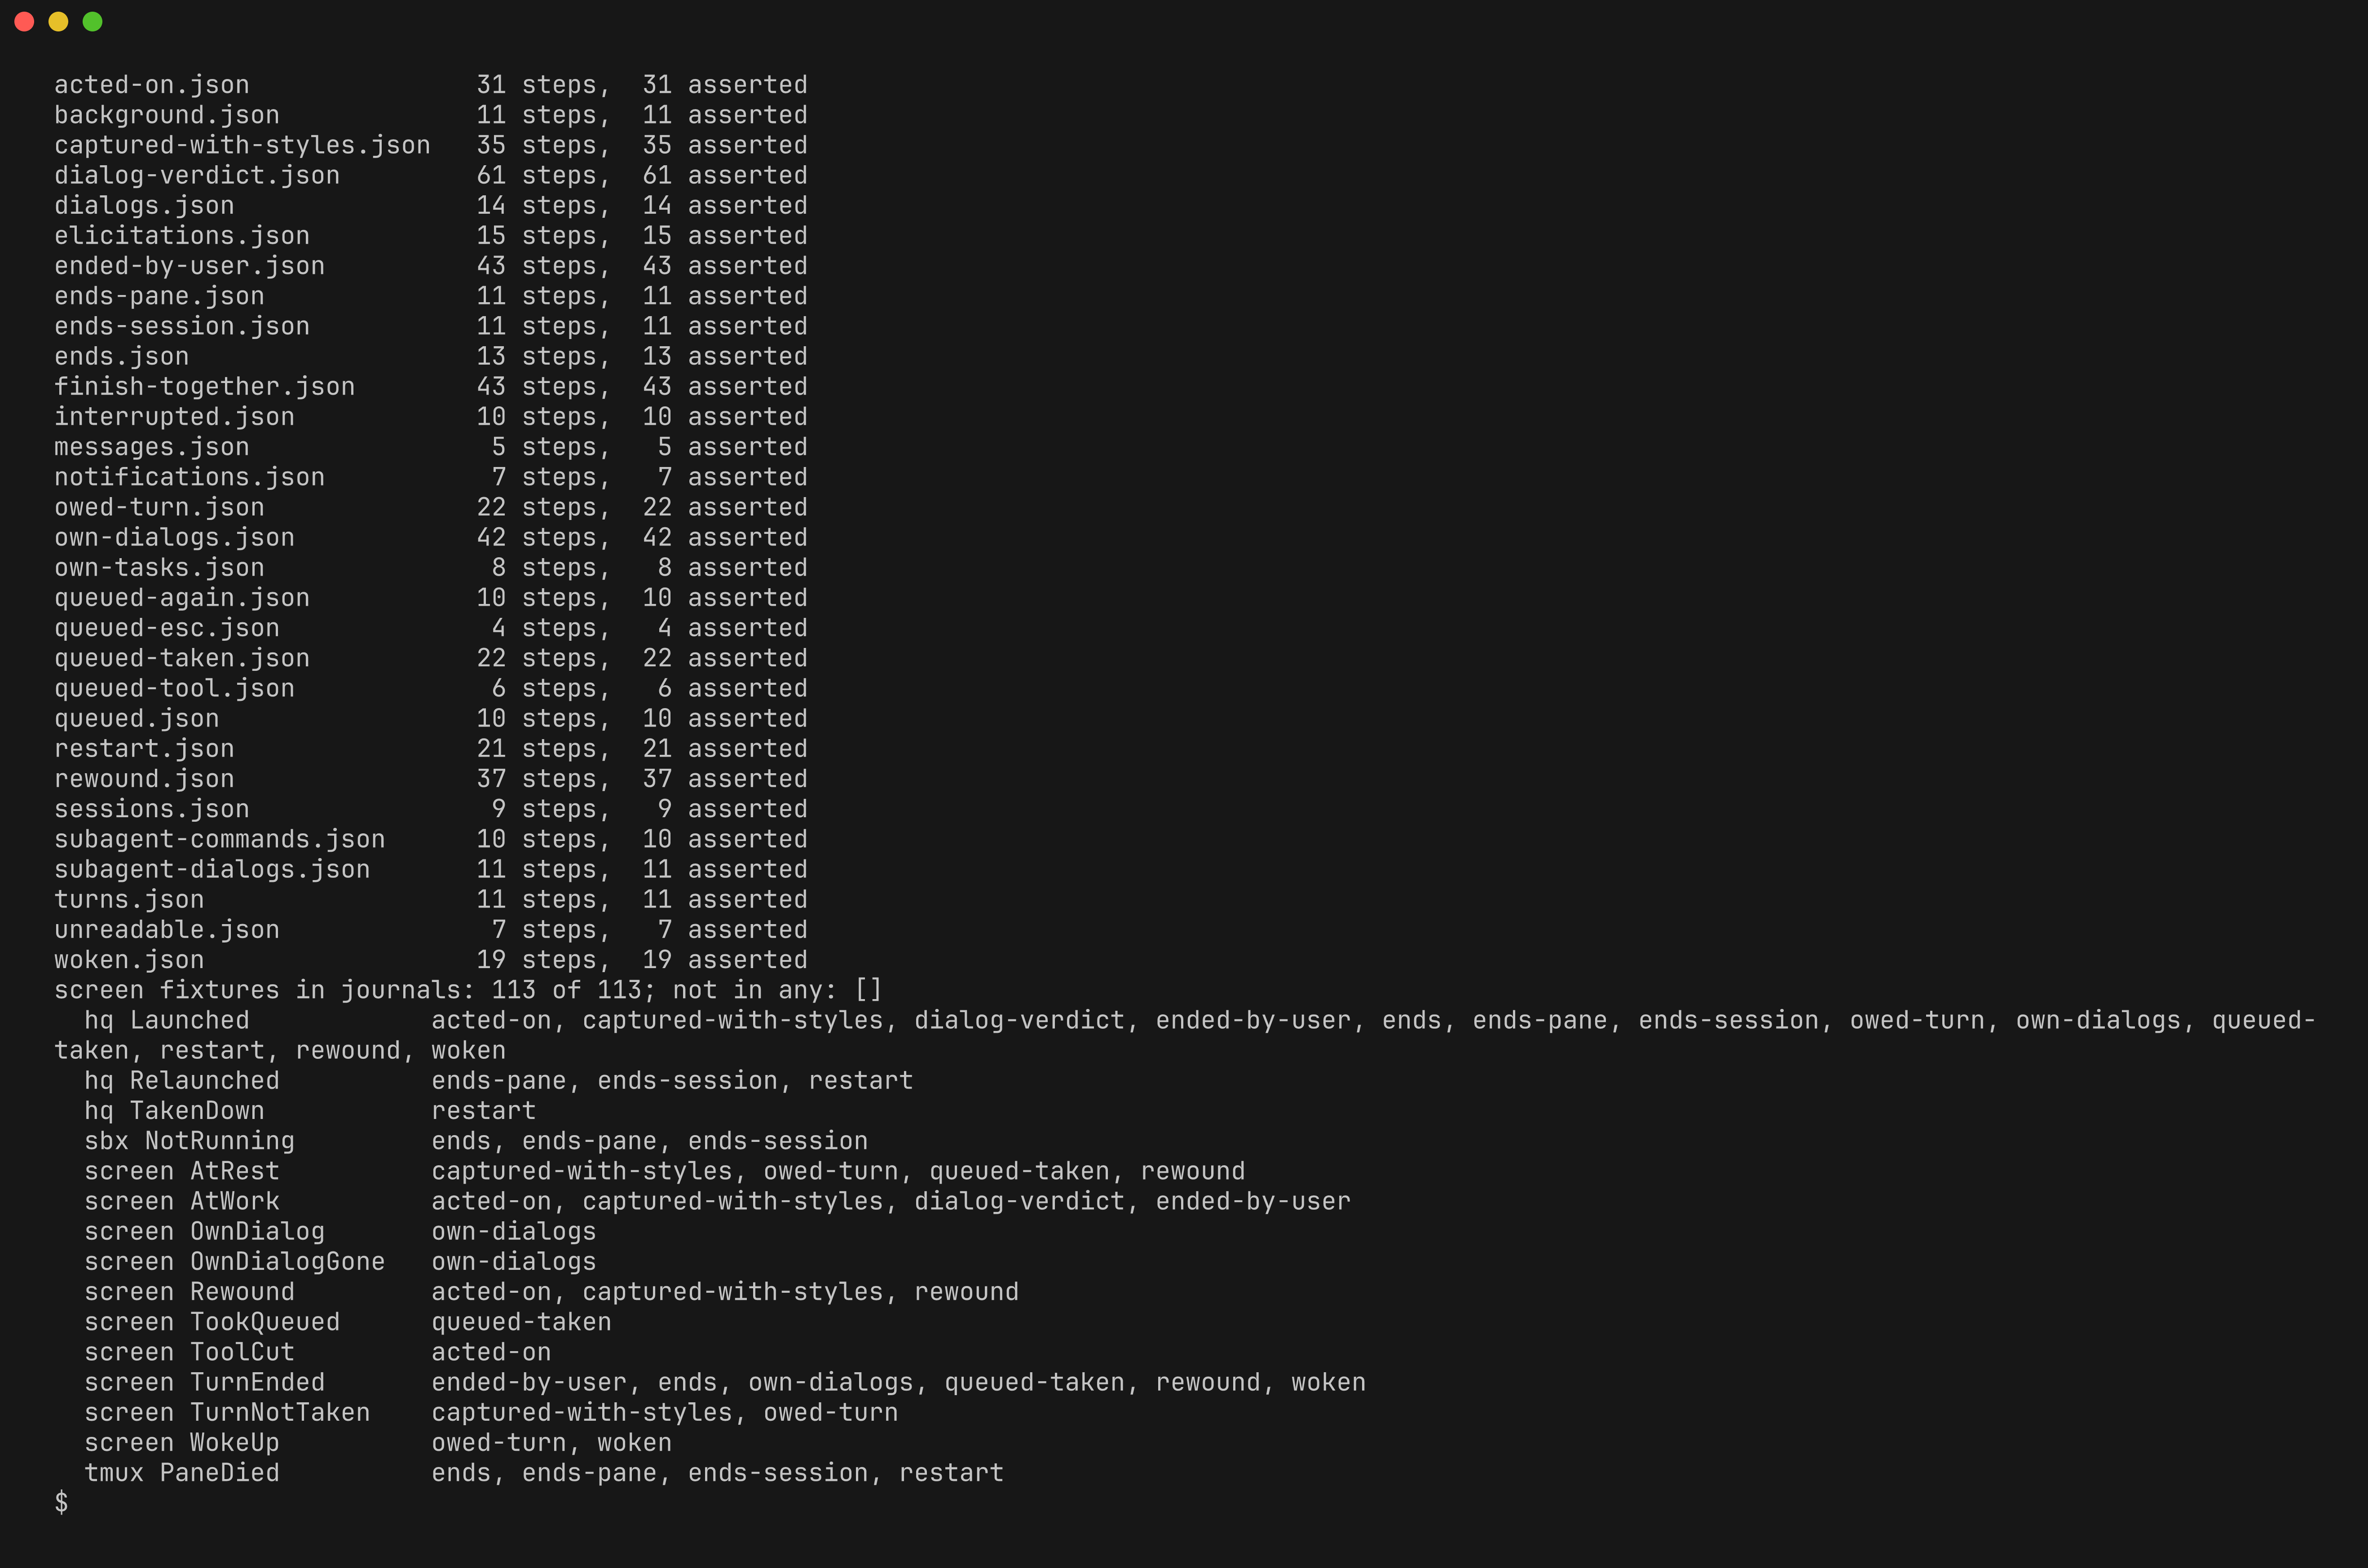 acted-on.json               31 steps,  31 asserted
background.json             11 steps,  11 asserted
captured-with-styles.json   35 steps,  35 asserted
dialog-verdict.json         61 steps,  61 asserted
dialogs.json                14 steps,  14 asserted
elicitations.json           15 steps,  15 asserted
ended-by-user.json          43 steps,  43 asserted
ends-pane.json              11 steps,  11 asserted
ends-session.json           11 steps,  11 asserted
ends.json                   13 steps,  13 asserted
finish-together.json        43 steps,  43 asserted
interrupted.json            10 steps,  10 asserted
messages.json                5 steps,   5 asserted
notifications.json           7 steps,   7 asserted
owed-turn.json              22 steps,  22 asserted
own-dialogs.json            42 steps,  42 asserted
own-tasks.json               8 steps,   8 asserted
queued-again.json           10 steps,  10 asserted
queued-esc.json              4 steps,   4 asserted
queued-taken.json           22 steps,  22 asserted
queued-tool.json             6 steps,   6 asserted
queued.json                 10 steps,  10 asserted
restart.json                21 steps,  21 asserted
rewound.json                37 steps,  37 asserted
sessions.json                9 steps,   9 asserted
subagent-commands.json      10 steps,  10 asserted
subagent-dialogs.json       11 steps,  11 asserted
turns.json                  11 steps,  11 asserted
unreadable.json              7 steps,   7 asserted
woken.json                  19 steps,  19 asserted
screen fixtures in journals: 113 of 113; not in any: []
  hq Launched            acted-on, captured-with-styles, dialog-verdict, ended-by-user, ends, ends-pane, ends-session, owed-turn, own-dialogs, queued-
taken, restart, rewound, woken
  hq Relaunched          ends-pane, ends-session, restart
  hq TakenDown           restart
  sbx NotRunning         ends, ends-pane, ends-session
  screen AtRest          captured-with-styles, owed-turn, queued-taken, rewound
  screen AtWork          acted-on, captured-with-styles, dialog-verdict, ended-by-user
  screen OwnDialog       own-dialogs
  screen OwnDialogGone   own-dialogs
  screen Rewound         acted-on, captured-with-styles, rewound
  screen TookQueued      queued-taken
  screen ToolCut         acted-on
  screen TurnEnded       ended-by-user, ends, own-dialogs, queued-taken, rewound, woken
  screen TurnNotTaken    captured-with-styles, owed-turn
  screen WokeUp          owed-turn, woken
  tmux PaneDied          ends, ends-pane, ends-session, restart
$